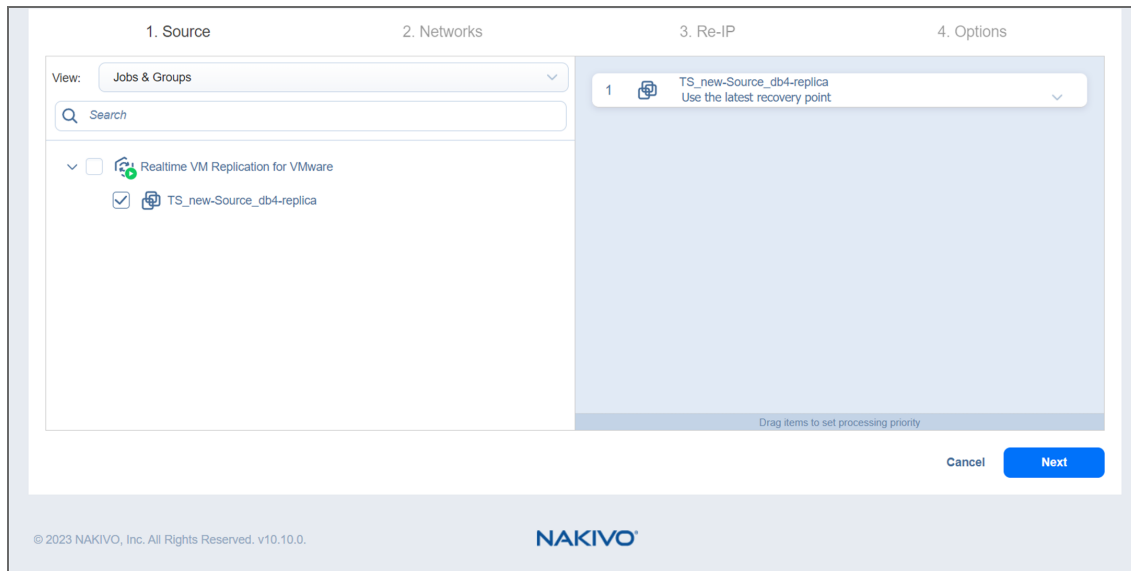 1. Source
2. Networks
3. Re-IP
4. Options
View:
Jobs & Groups
Search
Realtime VM Replication for VMware
TS_new-Source_db4-replica
1
TS_new-Source_db4-replica
Use the latest recovery point
Drag items to set processing priority
Cancel
Next
© 2023 NAKIVO, Inc. All Rights Reserved. v10.10.0.
NAKIVO®